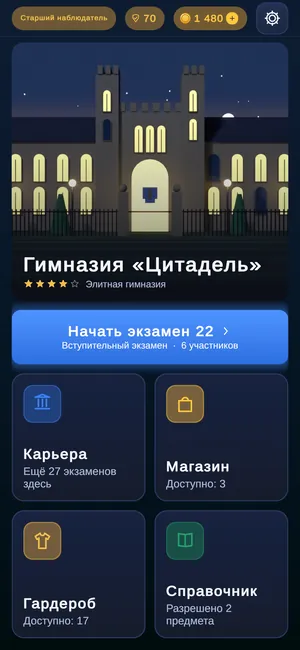 Старший наблюдатель
70
1 480 +
Гимназия «Цитадель»
Элитная гимназия
Начать экзамен 22 ›
Вступительный экзамен · 6 участников
Карьера
Ещё 27 экзаменов
здесь
Магазин
Доступно: 3
Гардероб
Доступно: 17
Справочник
Разрешено 2
предмета